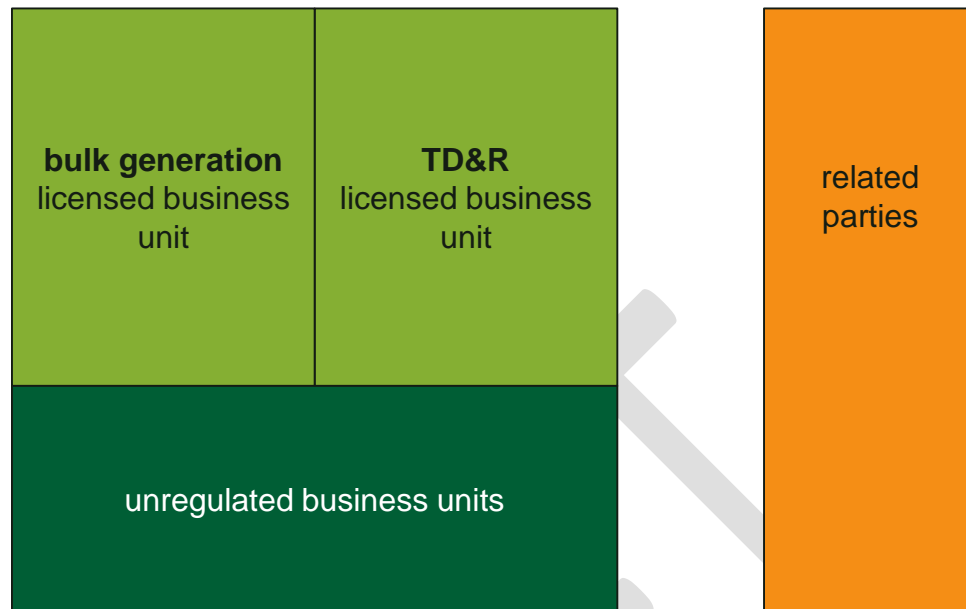 bulk generation
licensed business
unit
TD&R
licensed business
unit
related
parties
unregulated business units